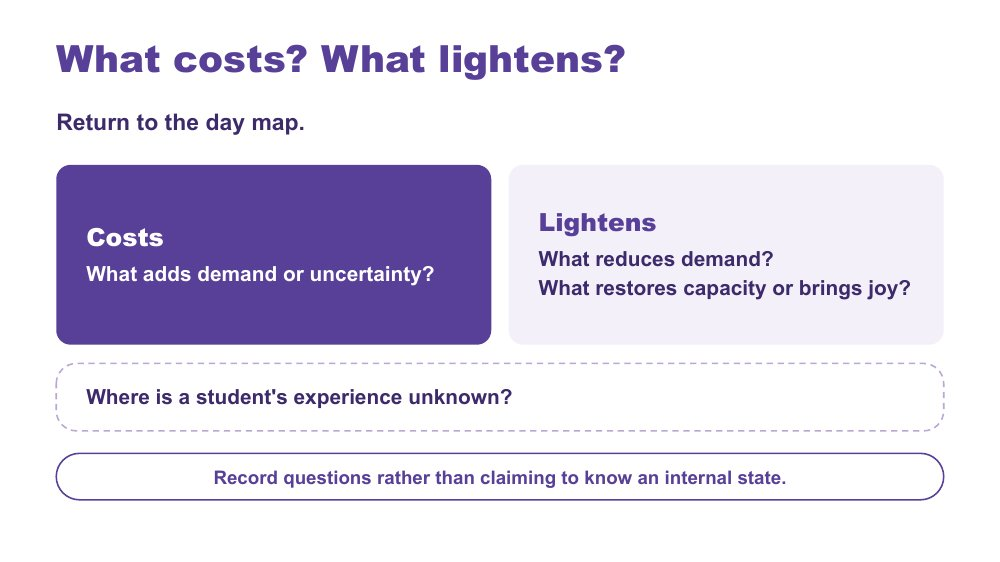 What costs? What lightens?
Return to the day map.
Costs
What adds demand or uncertainty?
Lightens
What reduces demand?
What restores capacity or brings joy?
Where is a student's experience unknown?
Record questions rather than claiming to know an internal state.